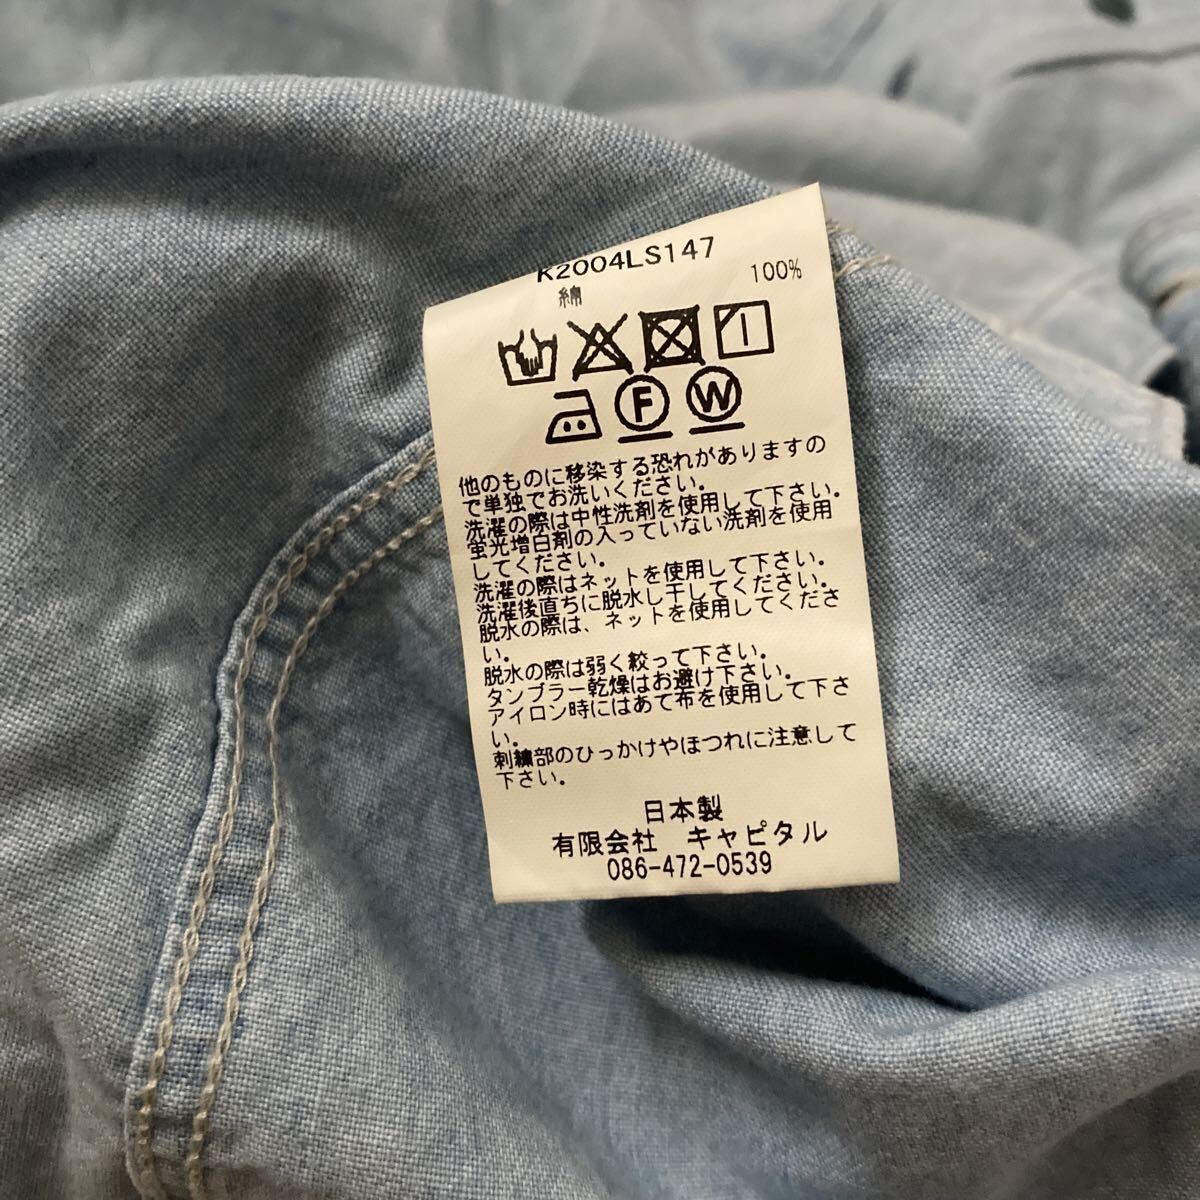 K2004LS147
綿 100%
F W
他のものに移染する恐れがありますの
で単独でお洗いください。
洗濯の際は中性洗剤を使用して下さい。
蛍光増白剤の入っていない洗剤を使用
してください。
洗濯の際はネットを使用して下さい。
洗濯後直ちに脱水し干してください。
脱水の際は、ネットを使用してくださ
い。
脱水の際は弱く絞って下さい。
タンブラー乾燥はお避け下さい。
アイロン時にはあて布を使用して下さ
い。
刺繍部のひっかけやほつれに注意して
下さい。
日本製
有限会社 キャピタル
086-472-0539